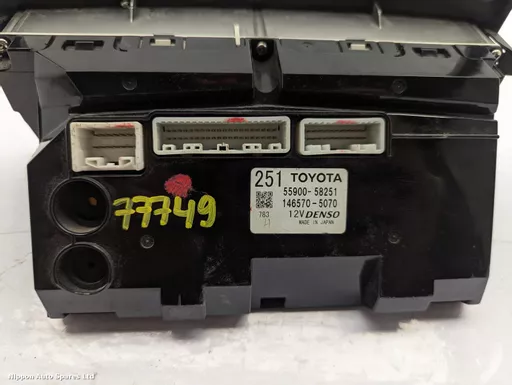 251 TOYOTA
55900-58251
146570-5070
783 12V DENSO
MADE IN JAPAN
77749
Nippon Auto Spares Ltd